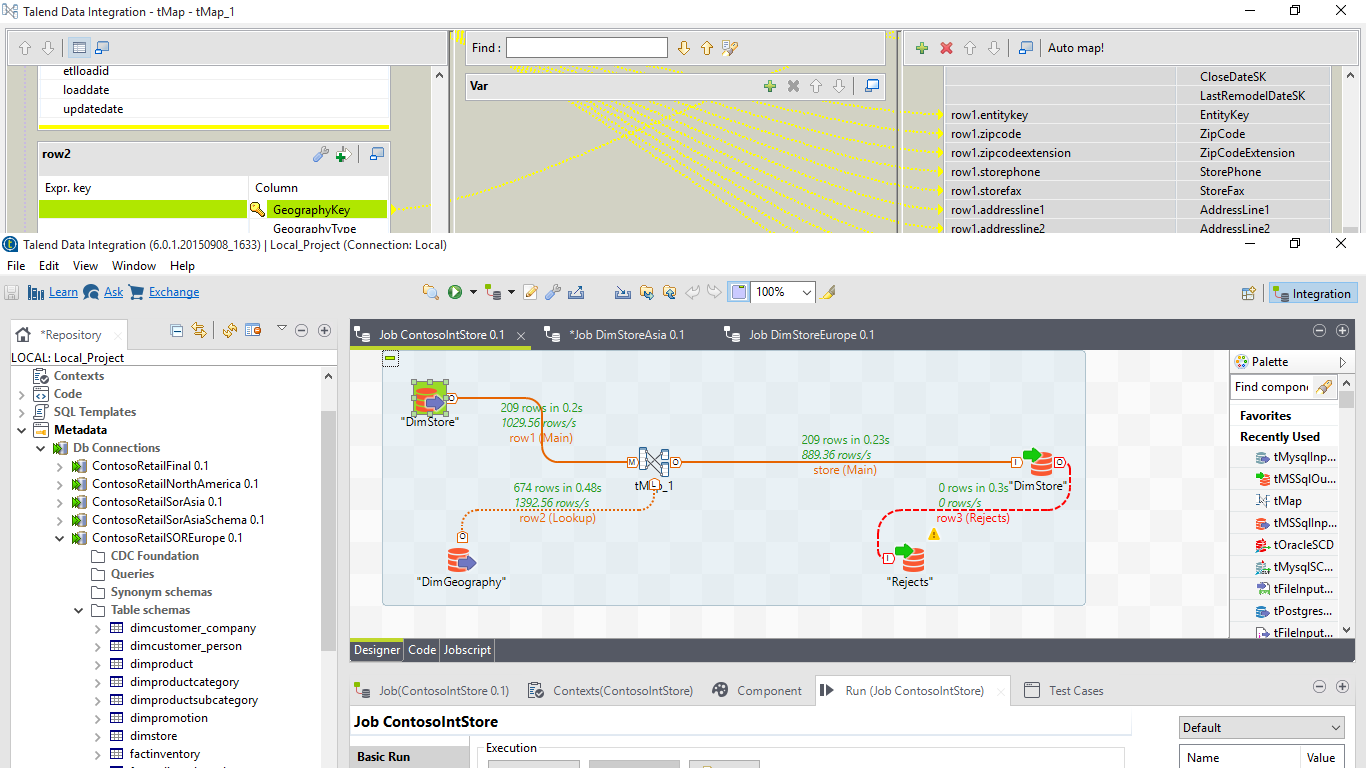 Talend Data Integration - tMap - tMap_1
Find :
Auto map!
etlloadid
loaddate
updatedate
Var
row2
Expr. key Column
GeographyKey
GeographyType
CloseDateSK
LastRemodelDateSK
row1.entitykey EntityKey
row1.zipcode ZipCode
row1.zipcodeextension ZipCodeExtension
row1.storephone StorePhone
row1.storefax StoreFax
row1.addressline1 AddressLine1
row1.addressline2 AddressLine2
Talend Data Integration (6.0.1.20150908_1633) | Local_Project (Connection: Local)
File Edit View Window Help
Learn Ask Exchange
100%
Integration
*Repository
LOCAL: Local_Project
Contexts
Code
SQL Templates
Metadata
Db Connections
ContosoRetailFinal 0.1
ContosoRetailNorthAmerica 0.1
ContosoRetailSorAsia 0.1
ContosoRetailSorAsiaSchema 0.1
ContosoRetailSOREurope 0.1
CDC Foundation
Queries
Synonym schemas
Table schemas
dimcustomer_company
dimcustomer_person
dimproduct
dimproductcategory
dimproductsubcategory
dimpromotion
dimstore
factinventory
Job ContosoIntStore 0.1
*Job DimStoreAsia 0.1
Job DimStoreEurope 0.1
"DimStore"
209 rows in 0.2s
1029.56 rows/s
row1 (Main)
tMap_1
209 rows in 0.23s
889.36 rows/s
store (Main)
"DimStore"
674 rows in 0.48s
1392.56 rows/s
row2 (Lookup)
"DimGeography"
0 rows in 0.3s
0 rows/s
row3 (Rejects)
"Rejects"
Palette
Find compone
Favorites
Recently Used
tMysqlInp...
tMSSqlOu...
tMap
tMSSqlInp...
tOracleSCD
tMysqlSC...
tFileInput...
tPostgres...
tFileInput...
Designer Code Jobscript
Job(ContosoIntStore 0.1)
Contexts(ContosoIntStore)
Component
Run (Job ContosoIntStore)
Test Cases
Job ContosoIntStore
Basic Run
Execution
Default
Name Value